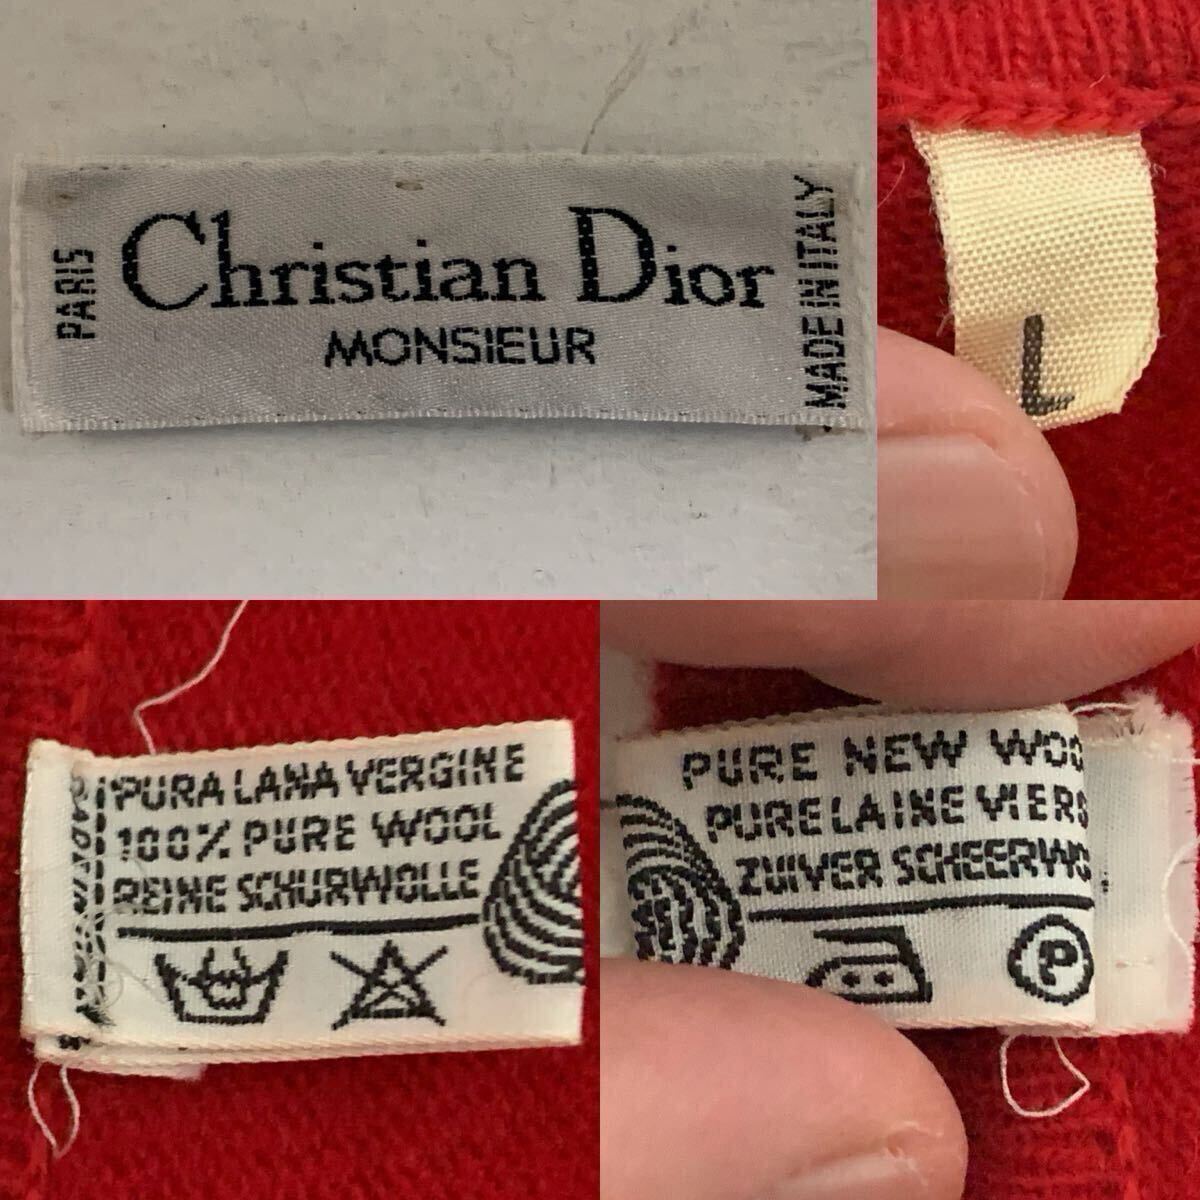 PARIS
Christian Dior
MONSIEUR
MADE IN ITALY
L
PURA LANA VERGINE
100% PURE WOOL
REINE SCHURWOLLE
PURE NEW WOO
PURE LAINE VIERG
ZUIVER SCHEERWO
P